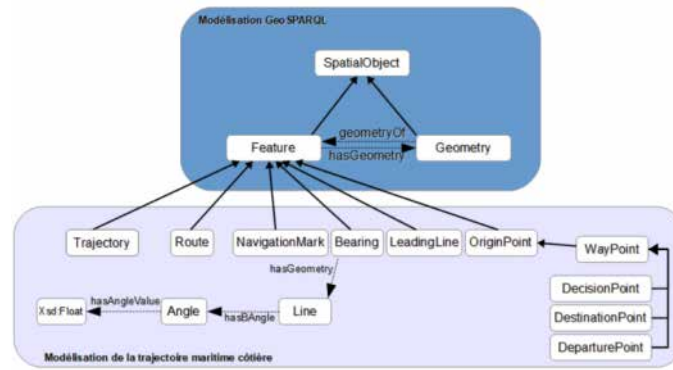 Modélisation GeoSPARQL
SpatialObject
geometryOf
Feature
Geometry
hasGeometry
Trajectory
Route
NavigationMark
Bearing
LeadingLine
OriginPoint
WayPoint
hasGeometry
DecisionPoint
hasAngleValue
Xsd:Float
Angle
hasBAngle
Line
DestinationPoint
DeparturePoint
Modélisation de la trajectoire maritime côtière